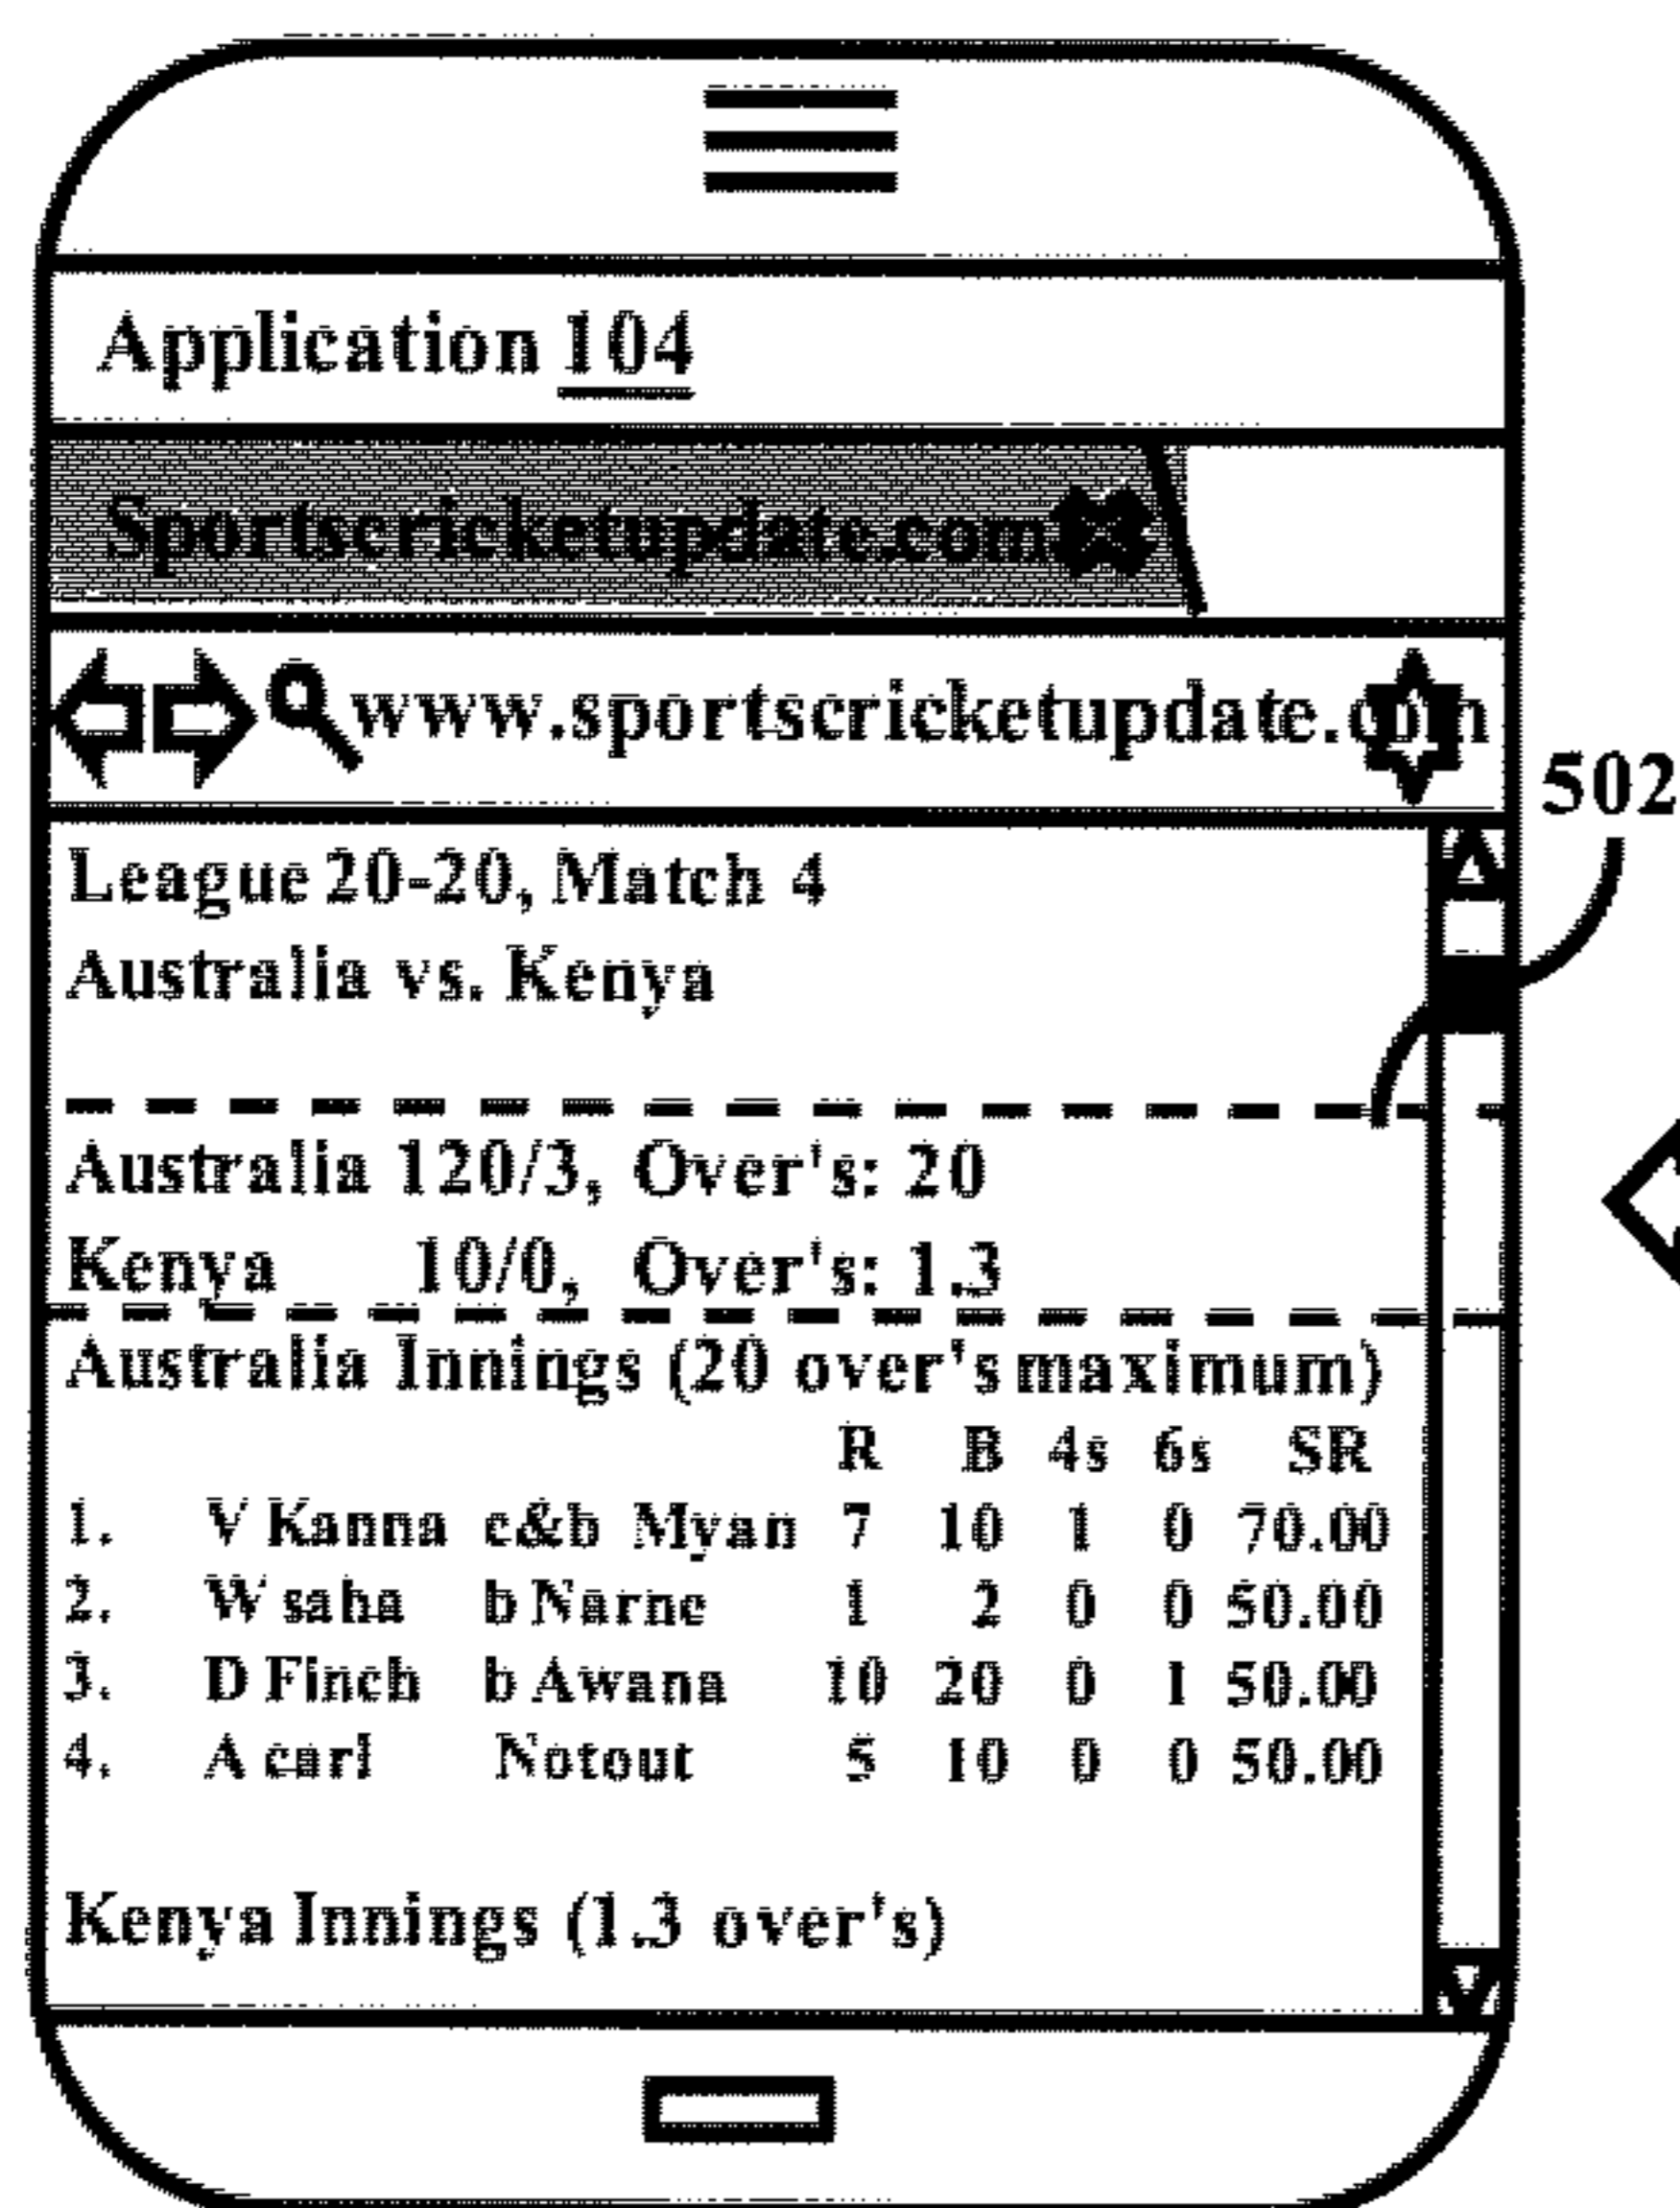 Application 104
Sportscricketupdate.com
www.sportscricketupdate.com
502
League 20-20, Match 4
Australia vs. Kenya
Australia 120/3, Over's: 20
Kenya 10/0, Over's: 1.3
Australia Innings (20 over's maximum)
R B 4s 6s SR
1. V Kanna c&b Myan 7 10 1 0 70.00
2. W saha b Narne 1 2 0 0 50.00
3. D Finch b Awana 10 20 0 1 50.00
4. A carl Notout 5 10 0 0 50.00
Kenya Innings (1.3 over's)